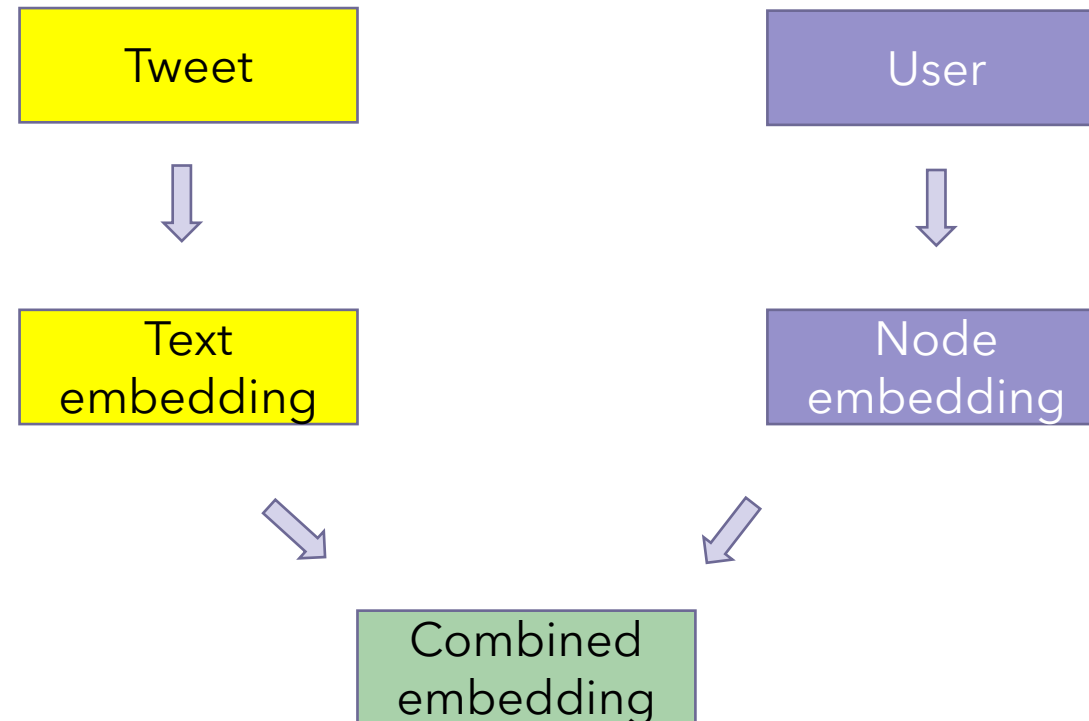 Tweet
User
Text
embedding
Node
embedding
Combined
embedding